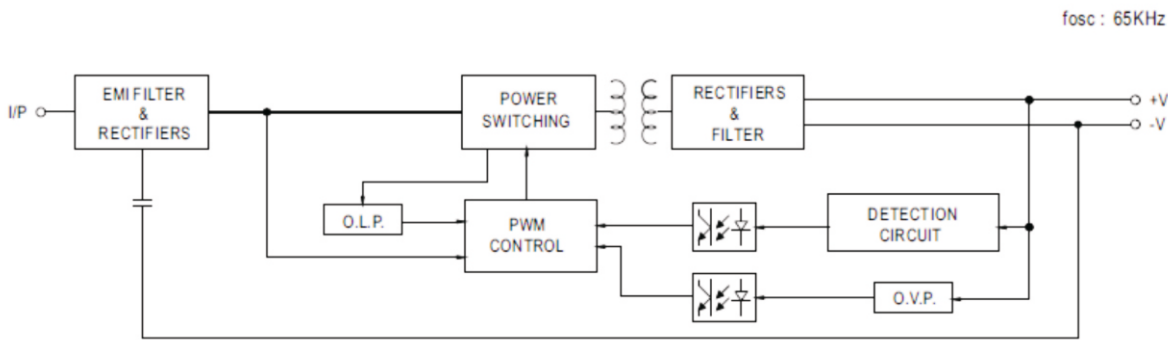 fosc : 65KHz
I/P
EMI FILTER
&
RECTIFIERS
POWER
SWITCHING
RECTIFIERS
&
FILTER
+V
-V
O.L.P.
PWM
CONTROL
DETECTION
CIRCUIT
O.V.P.